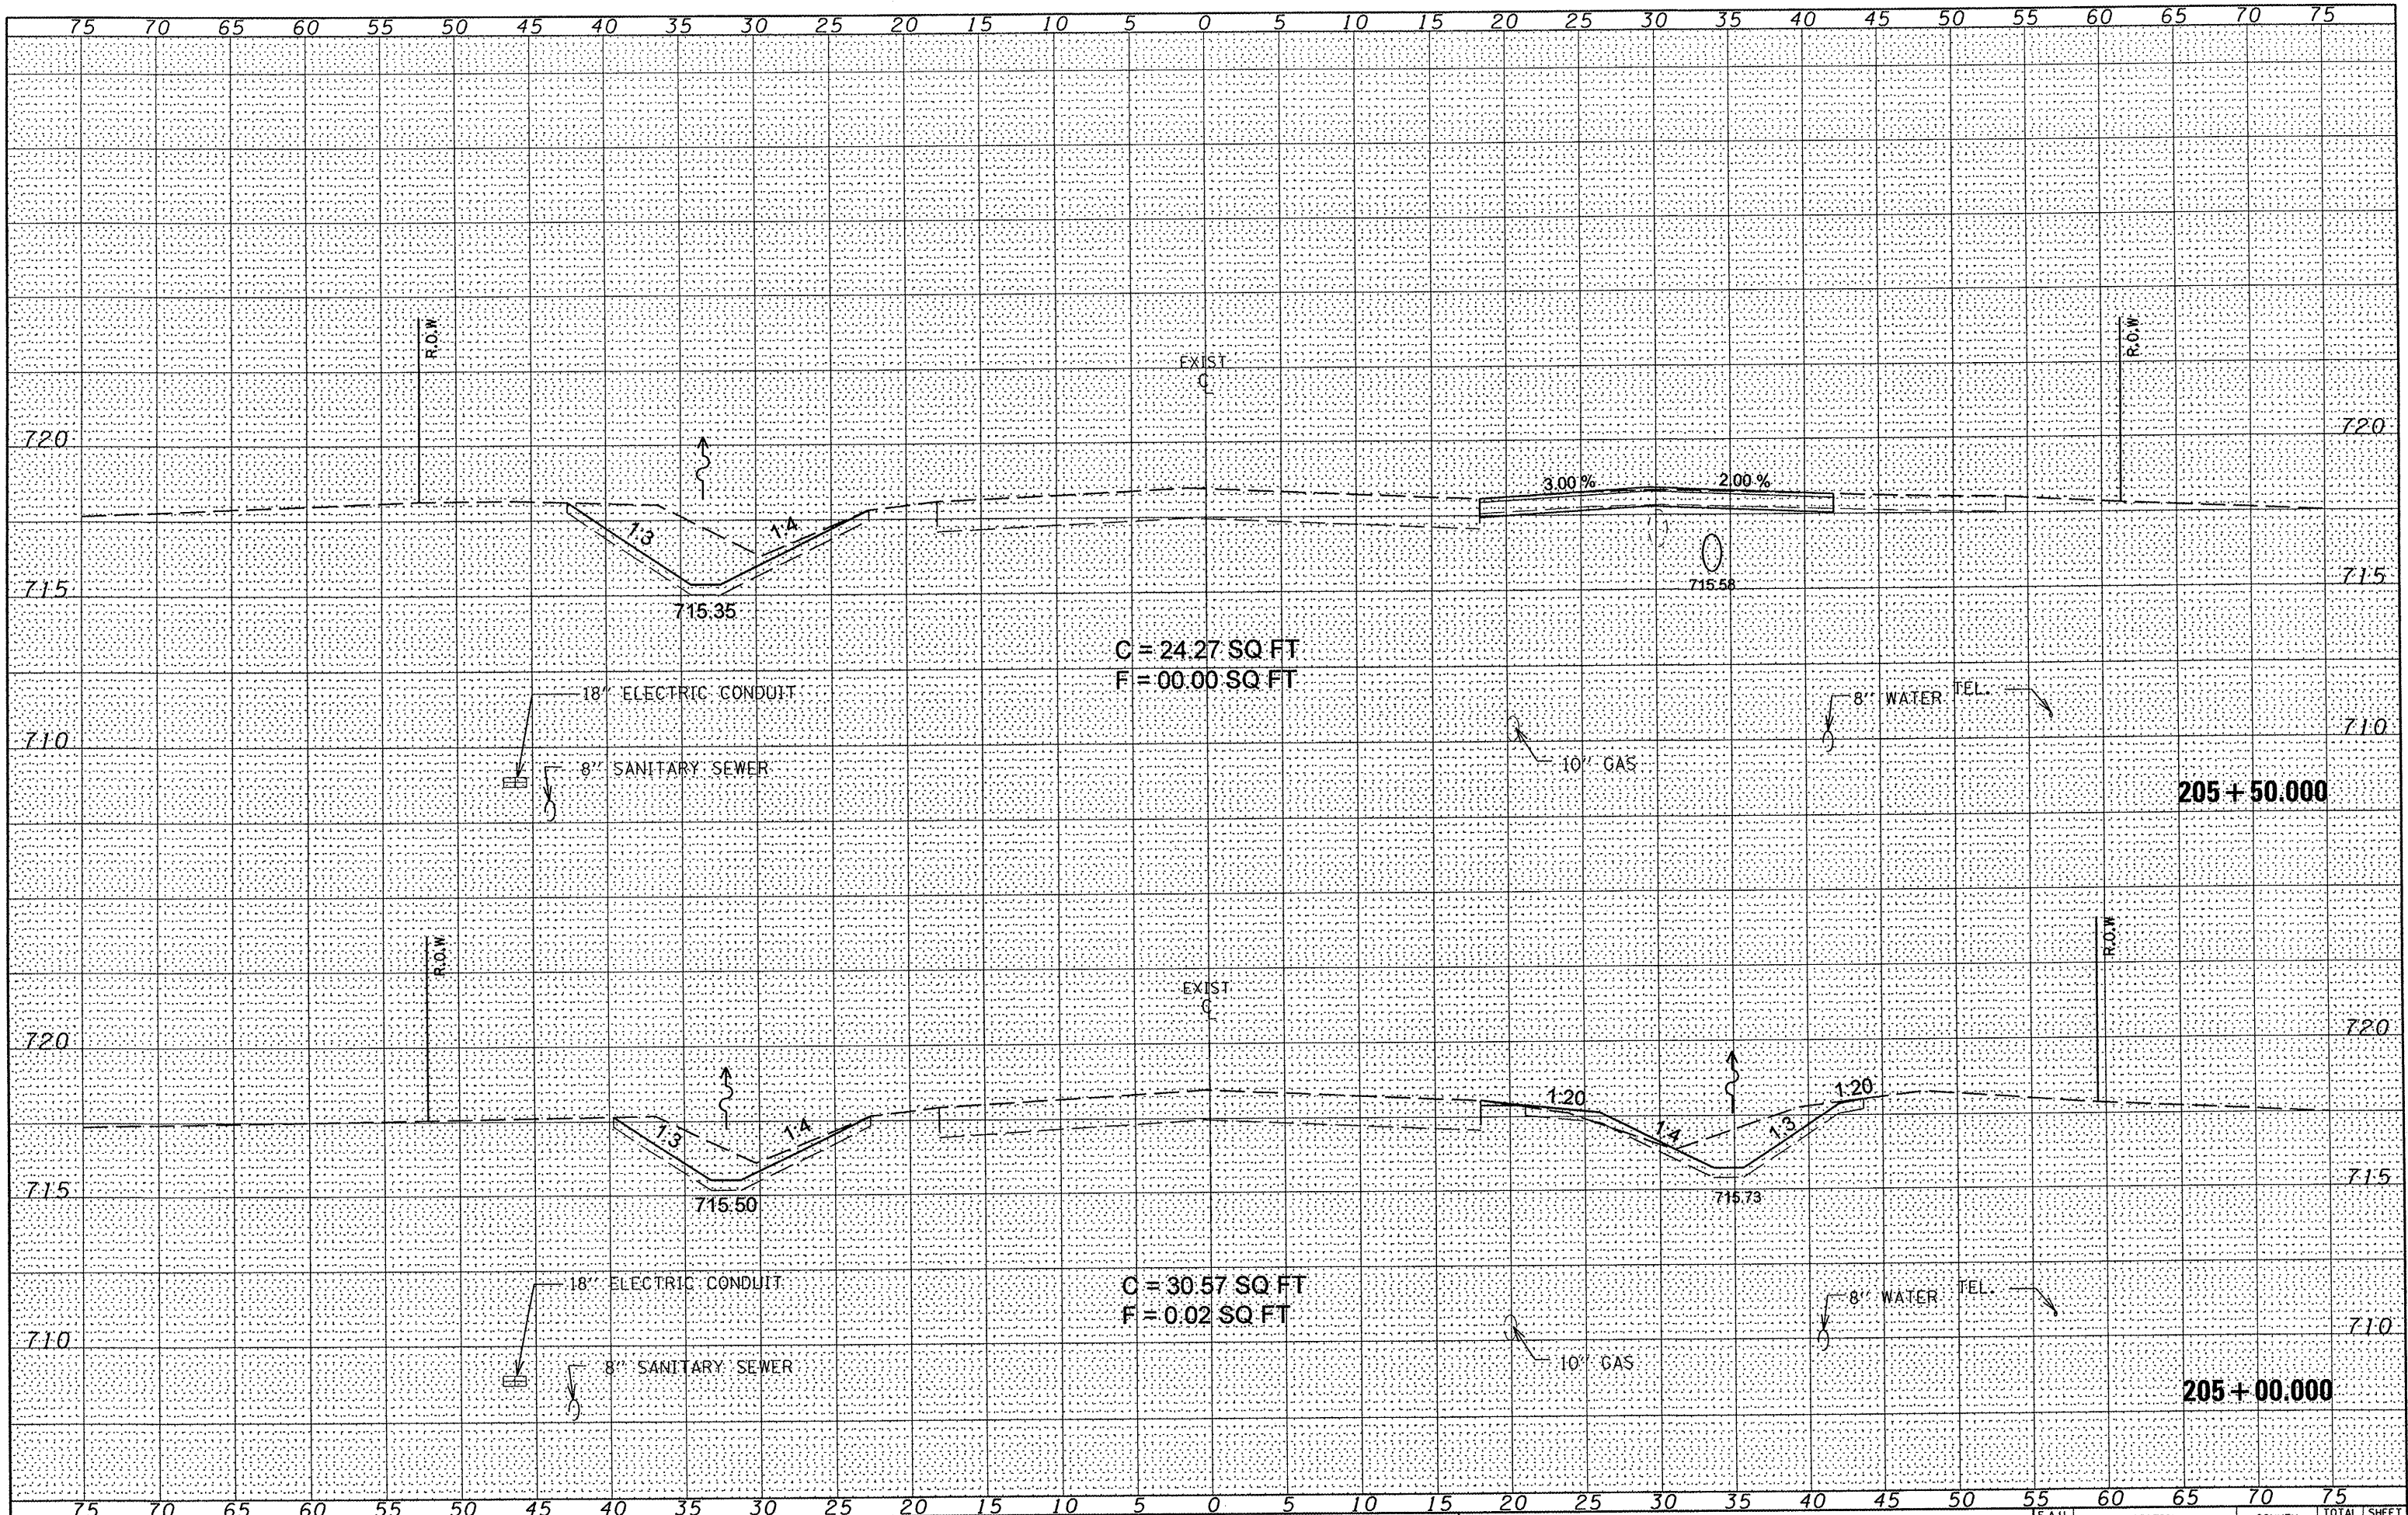 75 70 65 60 55 50 45 40 35 30 25 20 15 10 5 0 5 10 15 20 25 30 35 40 45 50 55 60 65 70 75
R.O.W
R.O.W
EXIST
℄
720
720
3.00 %
2.00 %
1:3
1:4
715
715
715.35
715.58
C = 24.27 SQ FT
F = 00.00 SQ FT
18" ELECTRIC CONDUIT
8" WATER
TEL.
710
710
8" SANITARY SEWER
10" GAS
205 + 50.000
R.O.W
R.O.W
EXIST
℄
720
720
1:3
1:4
1:20
1:4
1:3
1:20
715
715
715.50
715.73
18" ELECTRIC CONDUIT
C = 30.57 SQ FT
F = 0.02 SQ FT
8" WATER
TEL.
710
710
8" SANITARY SEWER
10" GAS
205 + 00.000
75 70 65 60 55 50 45 40 35 30 25 20 15 10 5 0 5 10 15 20 25 30 35 40 45 50 55 60 65 70 75
TOTAL SHEET